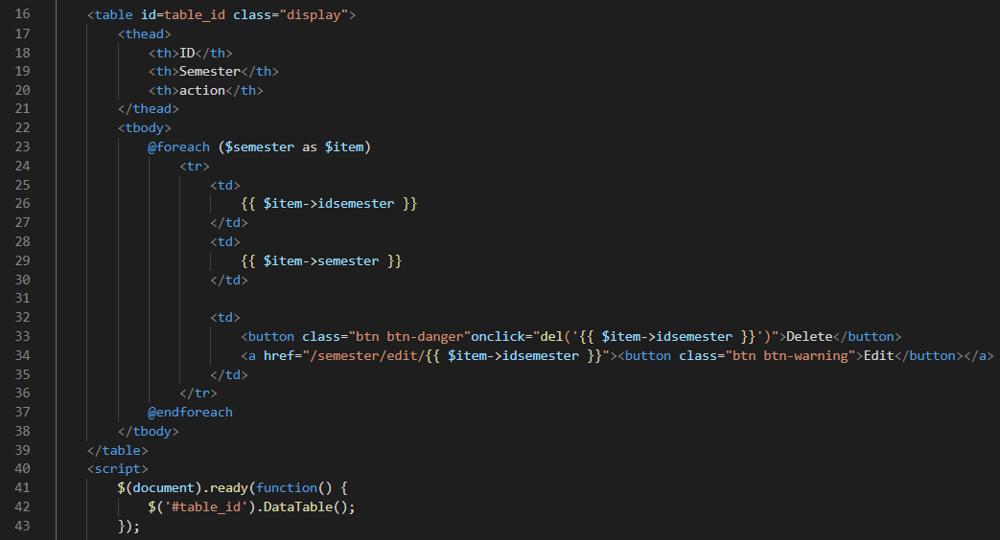 16 <table id=table_id class="display">
17 <thead>
18 <th>ID</th>
19 <th>Semester</th>
20 <th>action</th>
21 </thead>
22 <tbody>
23 @foreach ($semester as $item)
24 <tr>
25 <td>
26 {{ $item->idsemester }}
27 </td>
28 <td>
29 {{ $item->semester }}
30 </td>
31
32 <td>
33 <button class="btn btn-danger"onclick="del('{{ $item->idsemester }}')">Delete</button>
34 <a href="/semester/edit/{{ $item->idsemester }}"><button class="btn btn-warning">Edit</button></a>
35 </td>
36 </tr>
37 @endforeach
38 </tbody>
39 </table>
40 <script>
41 $(document).ready(function() {
42 $('#table_id').DataTable();
43 });